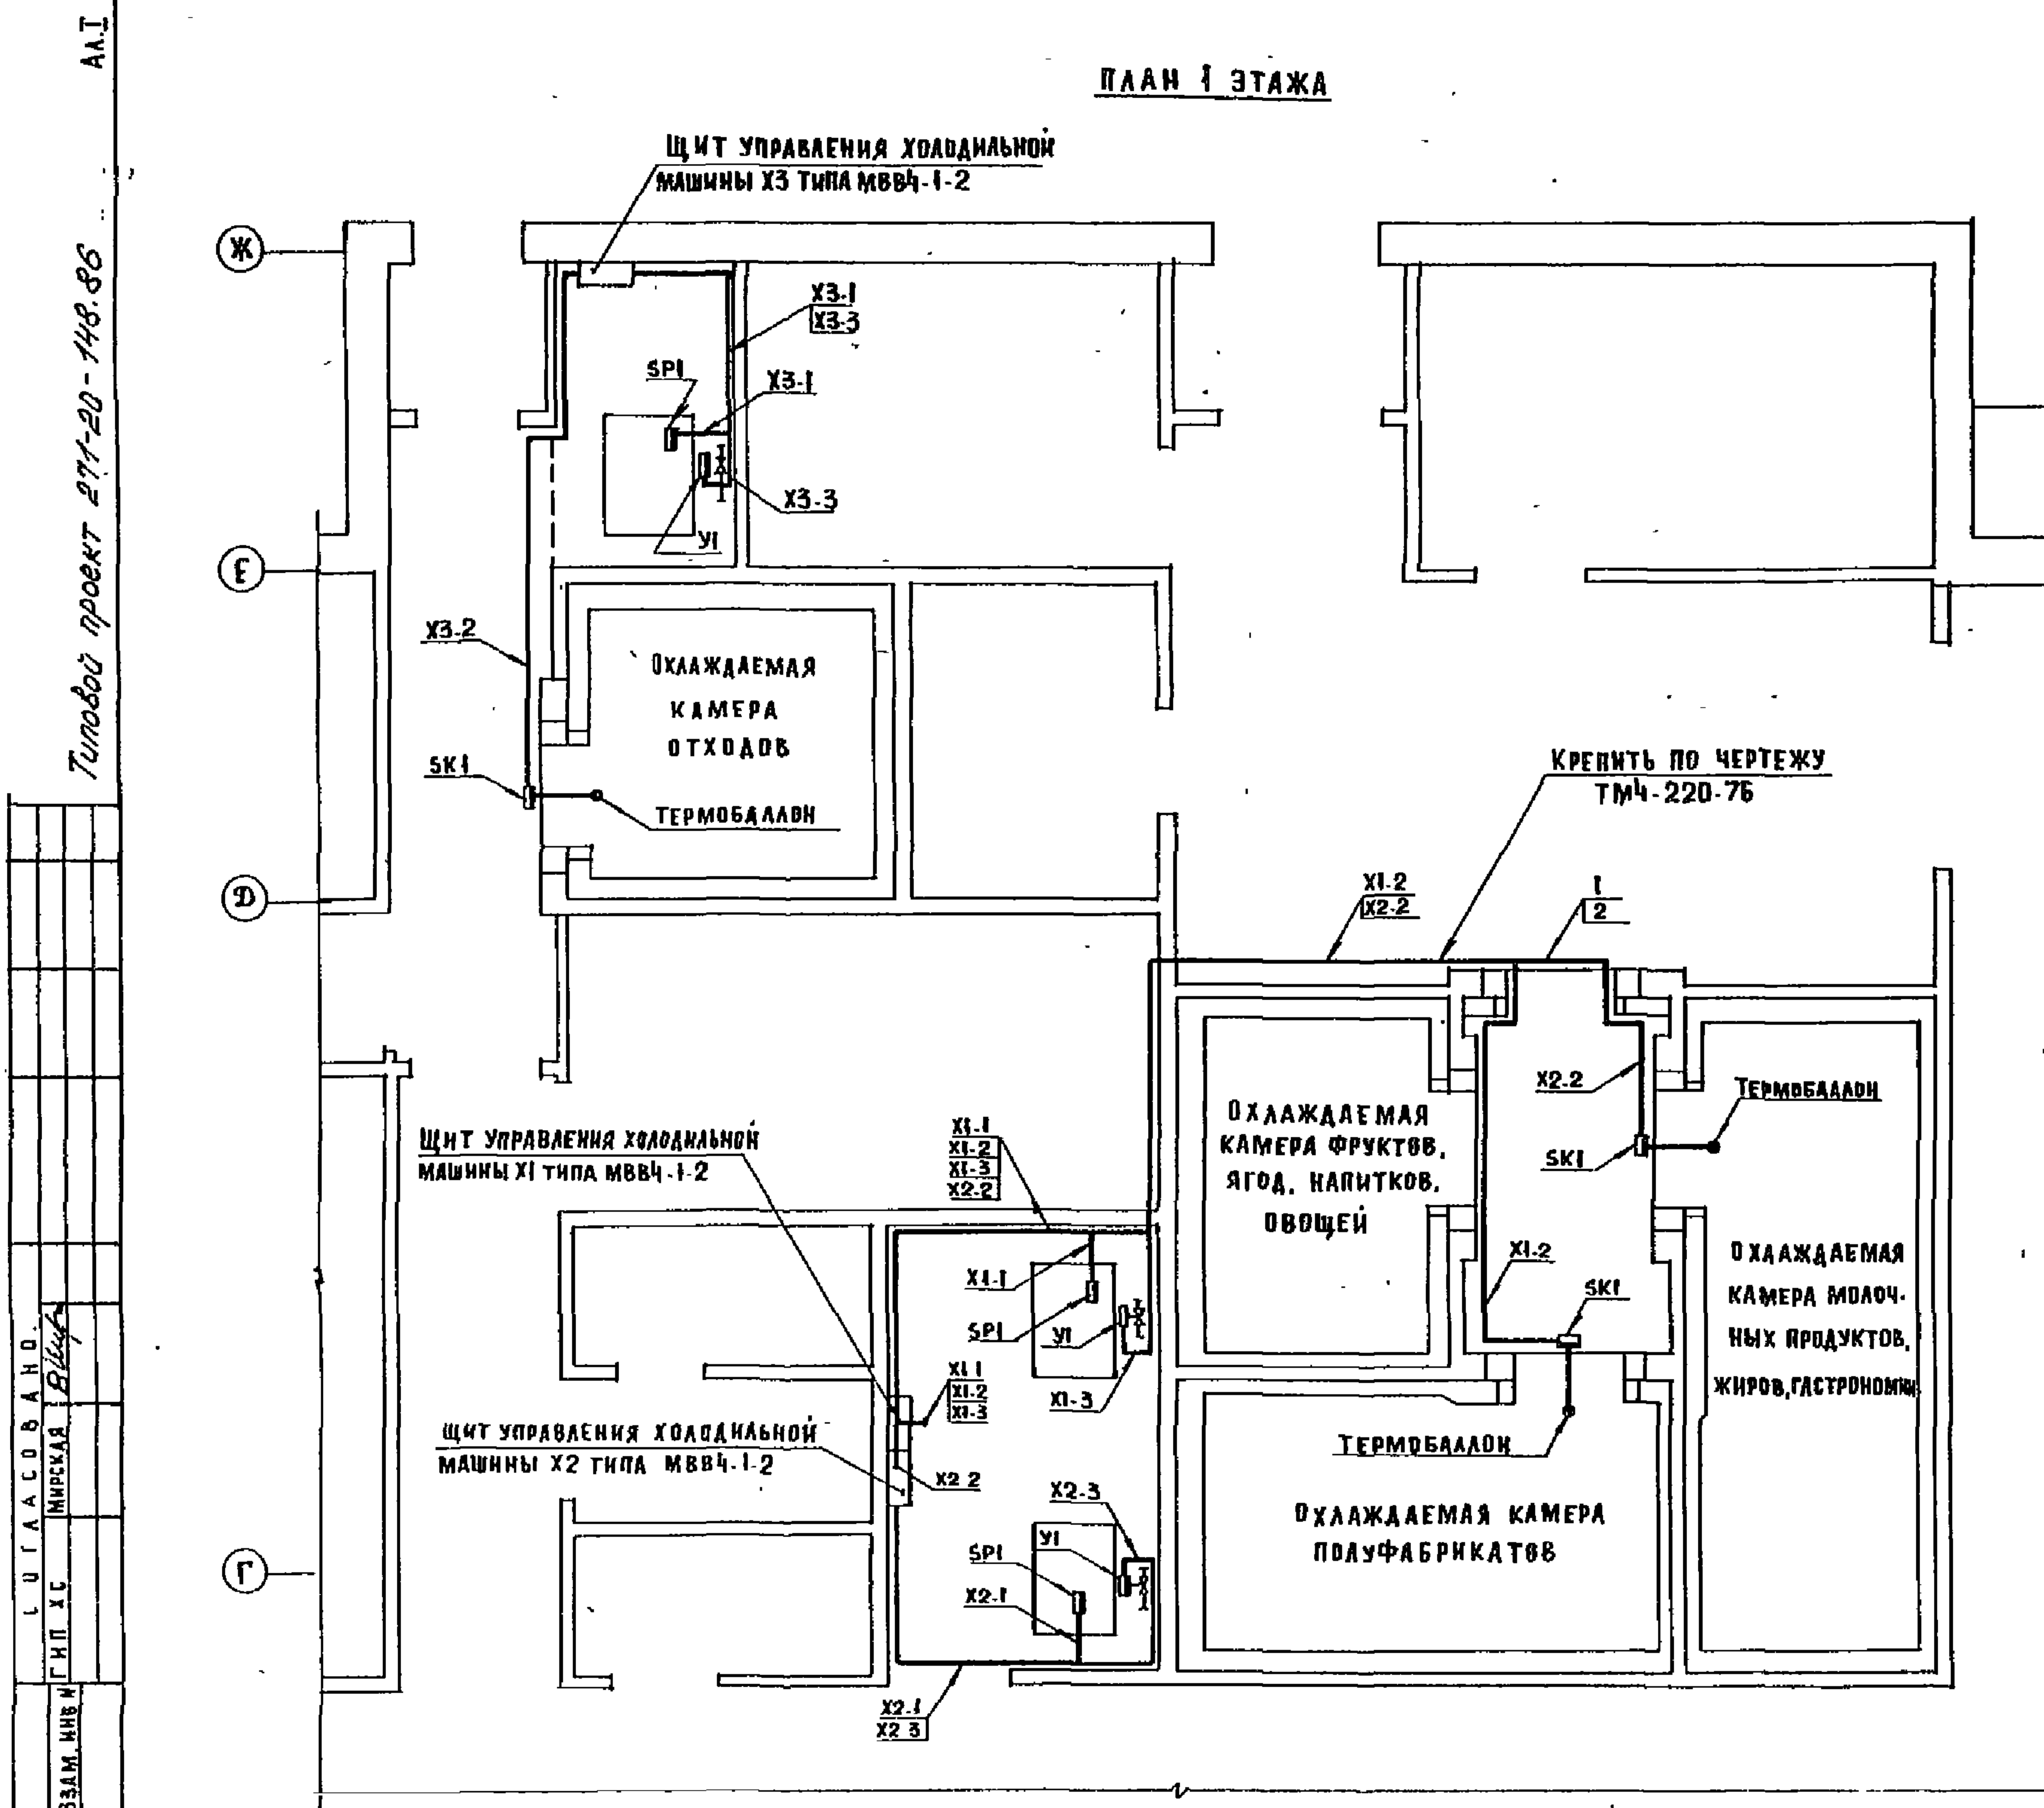 Ал. I
Типовой проект 271-20-148.86
ПЛАН 1 ЭТАЖА
ЩИТ УПРАВЛЕНИЯ ХОЛОДИЛЬНОЙ
МАШИНЫ Х3 ТИПА МВВ4-1-2
Ж
Х3-1
Х3-3
SP1
Х3-1
Х3-3
У1
Е
Х3-2
ОХЛАЖДАЕМАЯ
КАМЕРА
ОТХОДОВ
SK1
ТЕРМОБАЛЛОН
КРЕПИТЬ ПО ЧЕРТЕЖУ
ТМ4-220-76
Д
Х1-2
Х2-2
1
2
Х2-2
ТЕРМОБАЛЛОН
SK1
ОХЛАЖДАЕМАЯ
КАМЕРА ФРУКТОВ,
ЯГОД, НАПИТКОВ,
ОВОЩЕЙ
ЩИТ УПРАВЛЕНИЯ ХОЛОДИЛЬНОЙ
МАШИНЫ Х1 ТИПА МВВ4-1-2
Х1-1
Х1-2
Х1-3
Х2-2
Х1-1
SP1
У1
Х1-3
Х1-2
SK1
ОХЛАЖДАЕМАЯ
КАМЕРА МОЛОЧ-
НЫХ ПРОДУКТОВ,
ЖИРОВ, ГАСТРОНОМИИ
Х1 1
Х1-2
Х1-3
ЩИТ УПРАВЛЕНИЯ ХОЛОДИЛЬНОЙ
МАШИНЫ Х2 ТИПА МВВ4-1-2
Х2 2
ТЕРМОБАЛЛОН
Х2-3
У1
SP1
Х2-1
ОХЛАЖДАЕМАЯ КАМЕРА
ПОЛУФАБРИКАТОВ
Г
Х2-1
Х2 3
СОГЛАСОВАНО.
ГИП ХС
МИРСКАЯ
ВЗАМ. ИНВ N